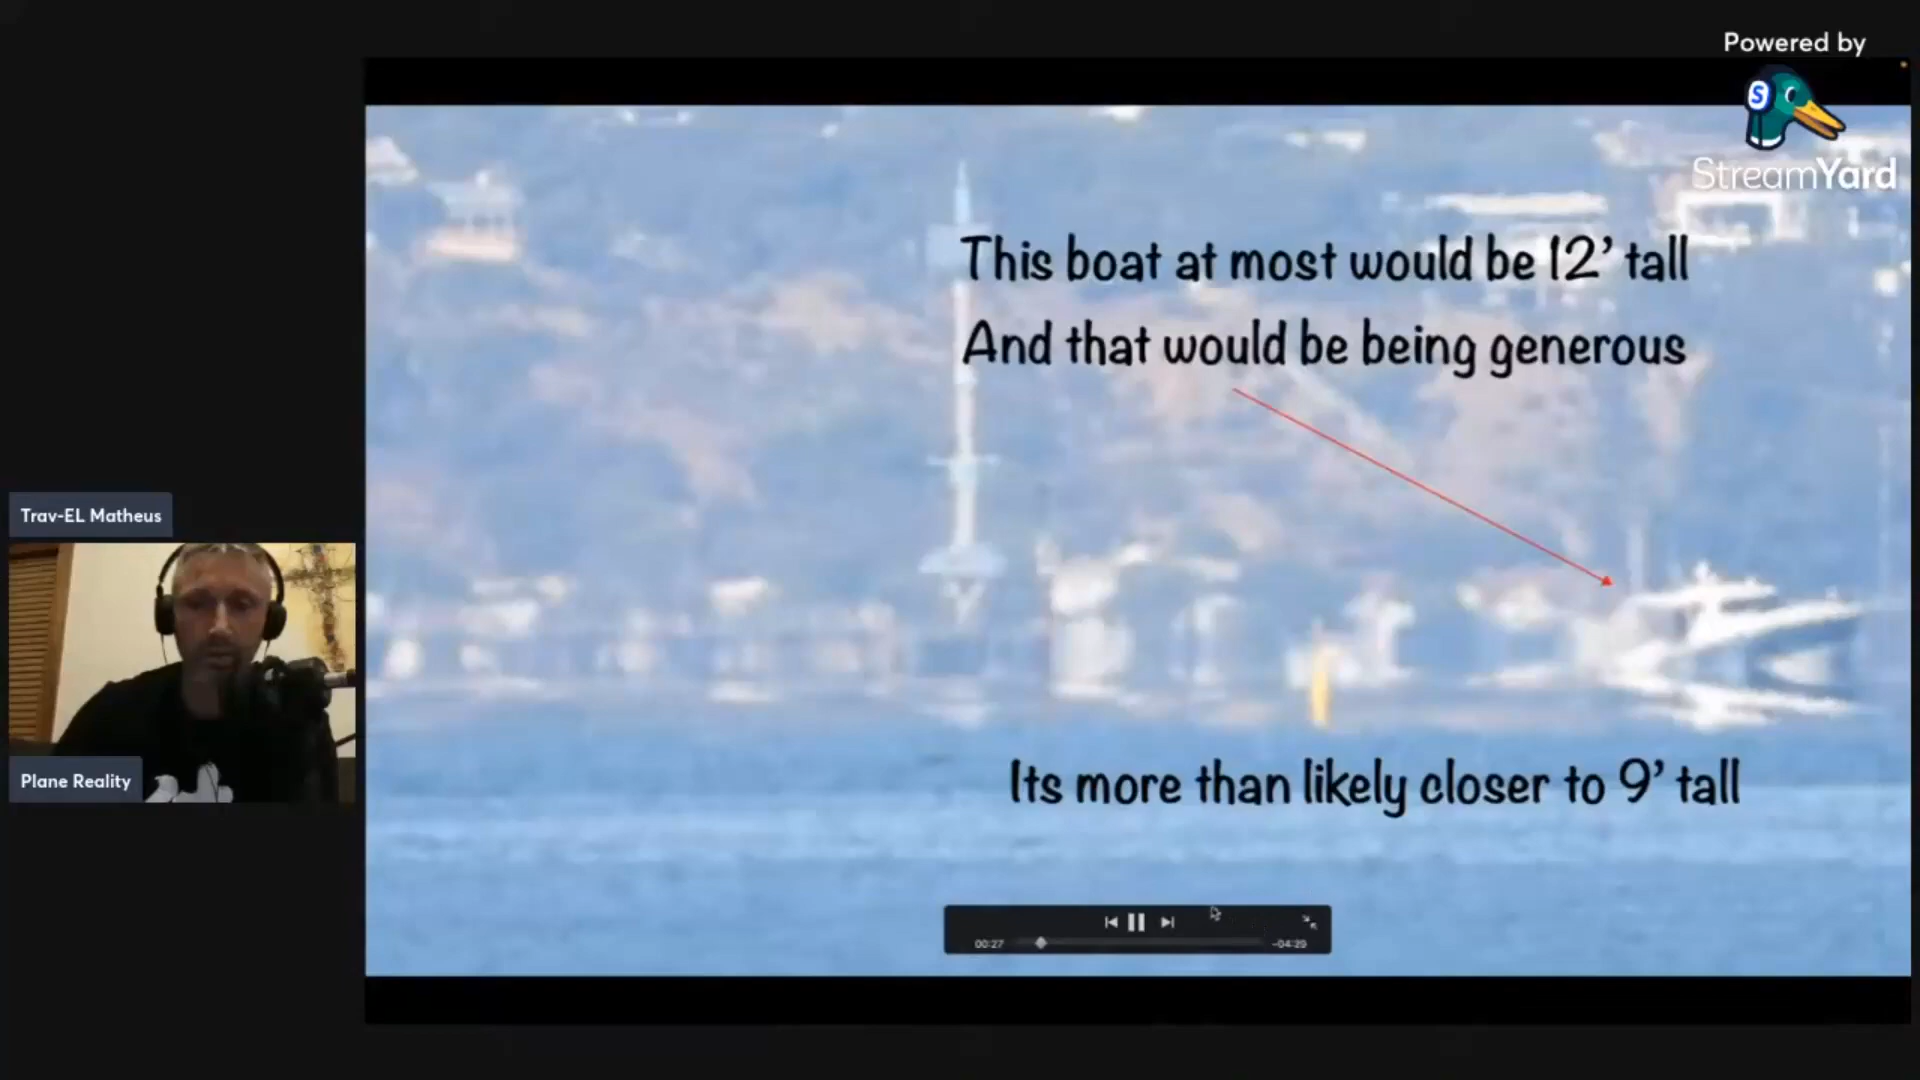 Powered by
StreamYard
This boat at most would be 12’ tall
And that would be being generous
Trav-EL Matheus
Plane Reality
Its more than likely closer to 9’ tall
00:27
-04:39